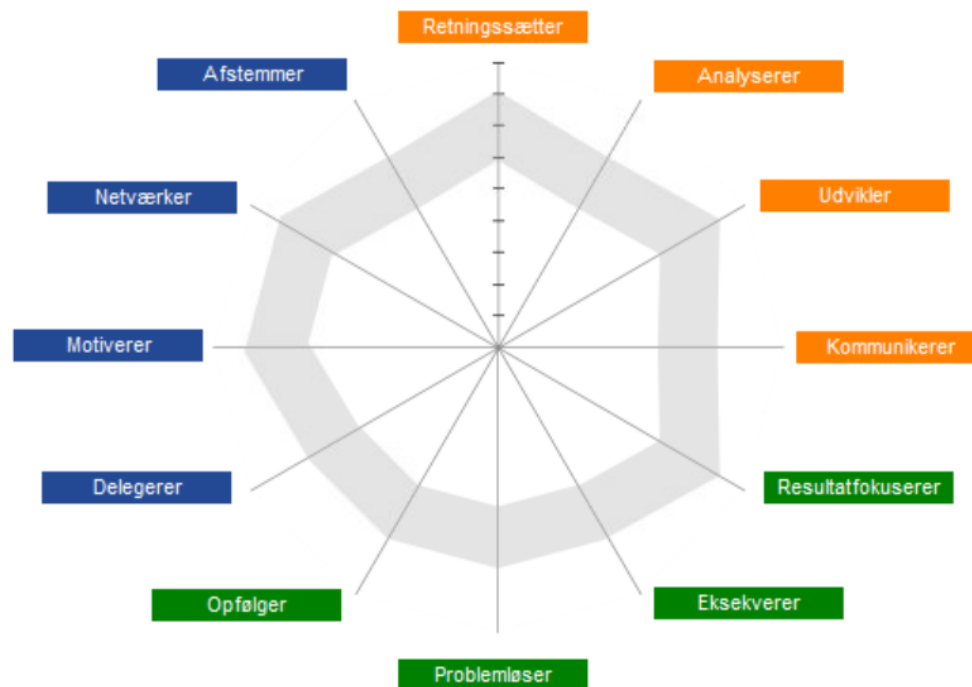 Retningssætter
Afstemmer
Analyserer
Netværker
Udvikler
Motiverer
Kommunikerer
Delegerer
Resultatfokuserer
Opfølger
Eksekverer
Problemløser